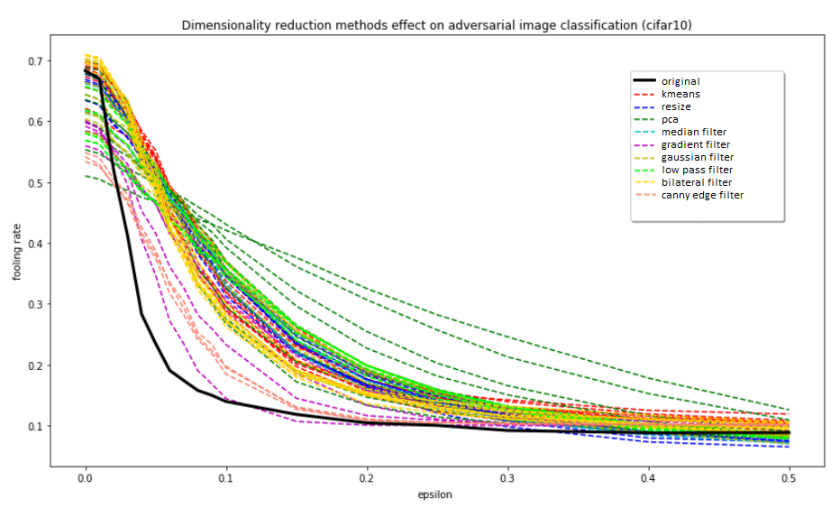 Dimensionality reduction methods effect on adversarial image classification (cifar10)
0.7
0.6
0.5
0.4
0.3
0.2
0.1
fooling rate
original
kmeans
resize
pca
median filter
gradient filter
gaussian filter
low pass filter
bilateral filter
canny edge filter
0.0 0.1 0.2 0.3 0.4 0.5
epsilon